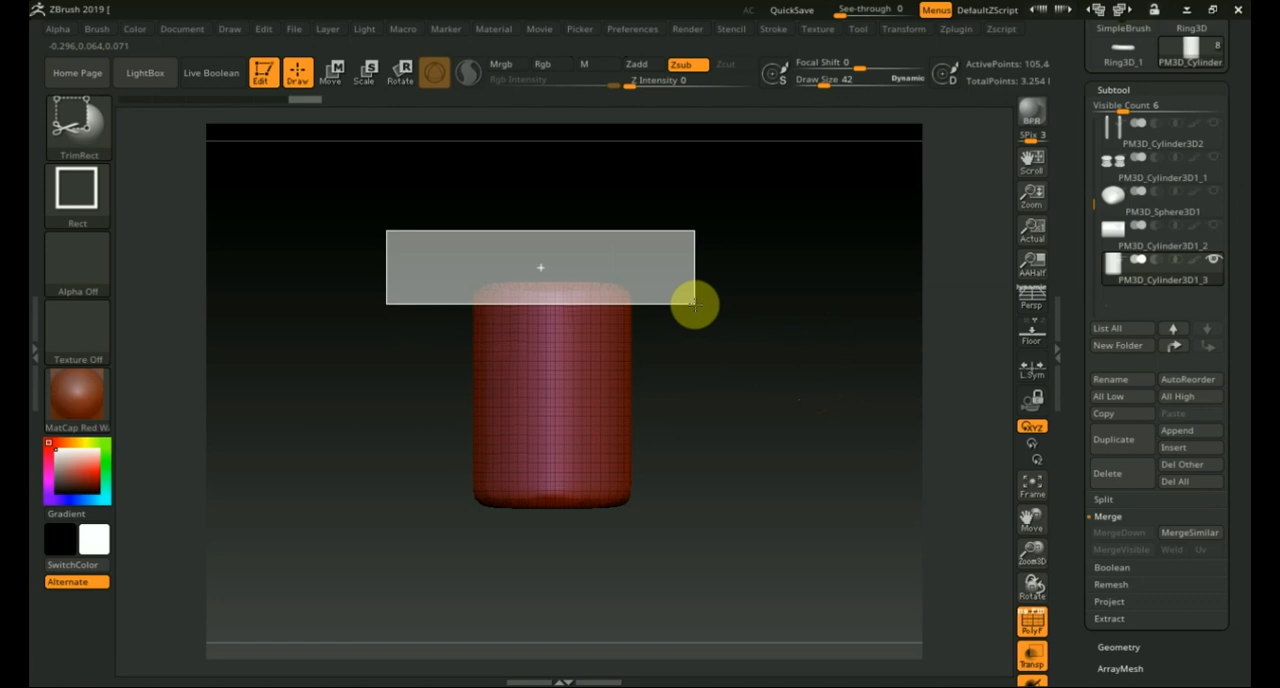 ZBrush 2019 [
AC QuickSave See-through 0 Menus DefaultZScript
Alpha Brush Color Document Draw Edit File Layer Light Macro Marker Material Movie Picker Preferences Render Stencil Stroke Texture Tool Transform Zplugin Zscript
-0.296,0.064,0.071
Home Page LightBox Live Boolean Edit Draw Move Scale Rotate
Mrgb Rgb M Zadd Zsub Zcut
Rgb Intensity Z Intensity 0
S Focal Shift 0
Draw Size 42 Dynamic D
ActivePoints: 105,4
TotalPoints: 3.254
TrimRect
Rect
Alpha Off
Texture Off
MatCap Red W
Gradient
SwitchColor
Alternate
BPR
SPix 3
Scroll
Zoom
Actual
AAHalf
Dynamic
Persp
Floor
L.Sym
XYZ
Frame
Move
Zoom3D
Rotate
PolyF
Transp
SimpleBrush Ring3D
8
Ring3D_1 PM3D_Cylinder
Subtool
Visible Count 6
PM3D_Cylinder3D2
PM3D_Cylinder3D1_1
PM3D_Sphere3D1
PM3D_Cylinder3D1_2
PM3D_Cylinder3D1_3
List All
New Folder
Rename AutoReorder
All Low All High
Copy Paste
Duplicate Append
Insert
Delete Del Other
Del All
Split
Merge
MergeDown MergeSimilar
MergeVisible Weld Uv
Boolean
Remesh
Project
Extract
Geometry
ArrayMesh